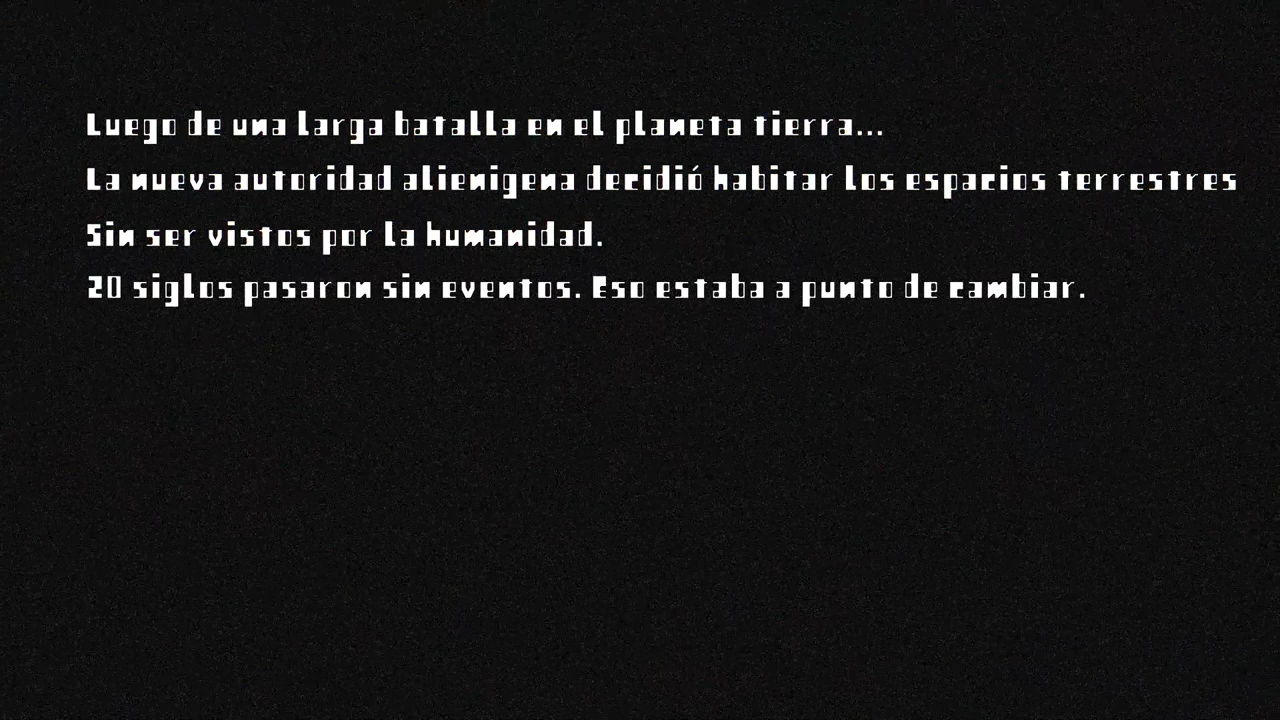 Luego de una larga batalla en el planeta tierra...
La nueva autoridad alienigena decidió habitar los espacios terrestres
Sin ser vistos por la humanidad.
20 siglos pasaron sin eventos. Eso estaba a punto de cambiar.